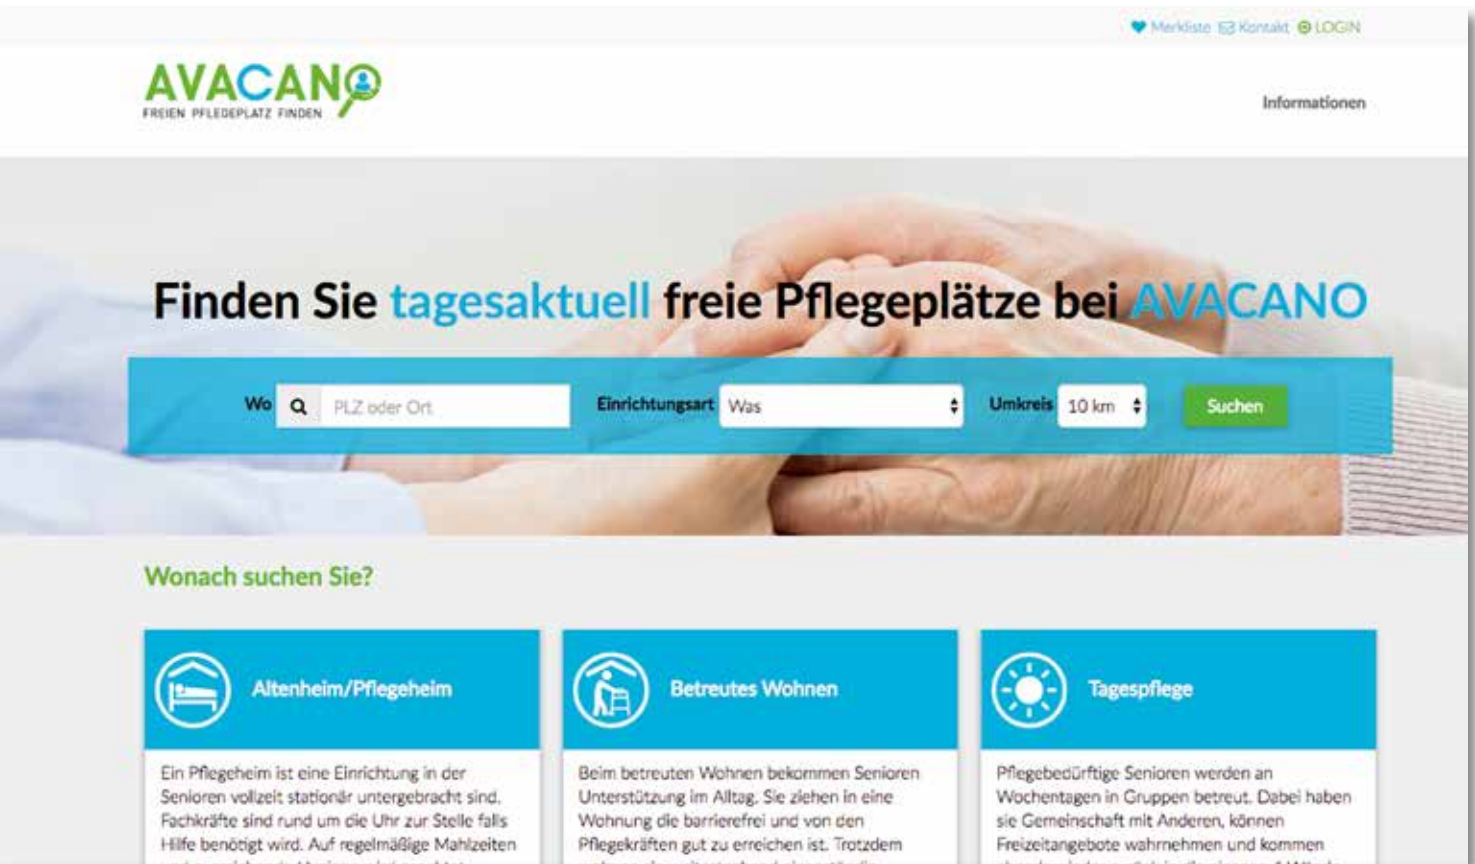 Merkliste Kontakt LOGIN
AVACANO
FREIEN PFLEGEPLATZ FINDEN
Informationen
Finden Sie tagesaktuell freie Pflegeplätze bei AVACANO
Wo PLZ oder Ort Einrichtungsart Was Umkreis 10 km Suchen
Wonach suchen Sie?
Altenheim/Pflegeheim
Ein Pflegeheim ist eine Einrichtung in der
Senioren vollzeit stationär untergebracht sind.
Fachkräfte sind rund um die Uhr zur Stelle falls
Hilfe benötigt wird. Auf regelmäßige Mahlzeiten
Betreutes Wohnen
Beim betreuten Wohnen bekommen Senioren
Unterstützung im Alltag. Sie ziehen in eine
Wohnung die barrierefrei und von den
Pflegekräften gut zu erreichen ist. Trotzdem
Tagespflege
Pflegebedürftige Senioren werden an
Wochentagen in Gruppen betreut. Dabei haben
sie Gemeinschaft mit Anderen, können
Freizeitangebote wahrnehmen und kommen